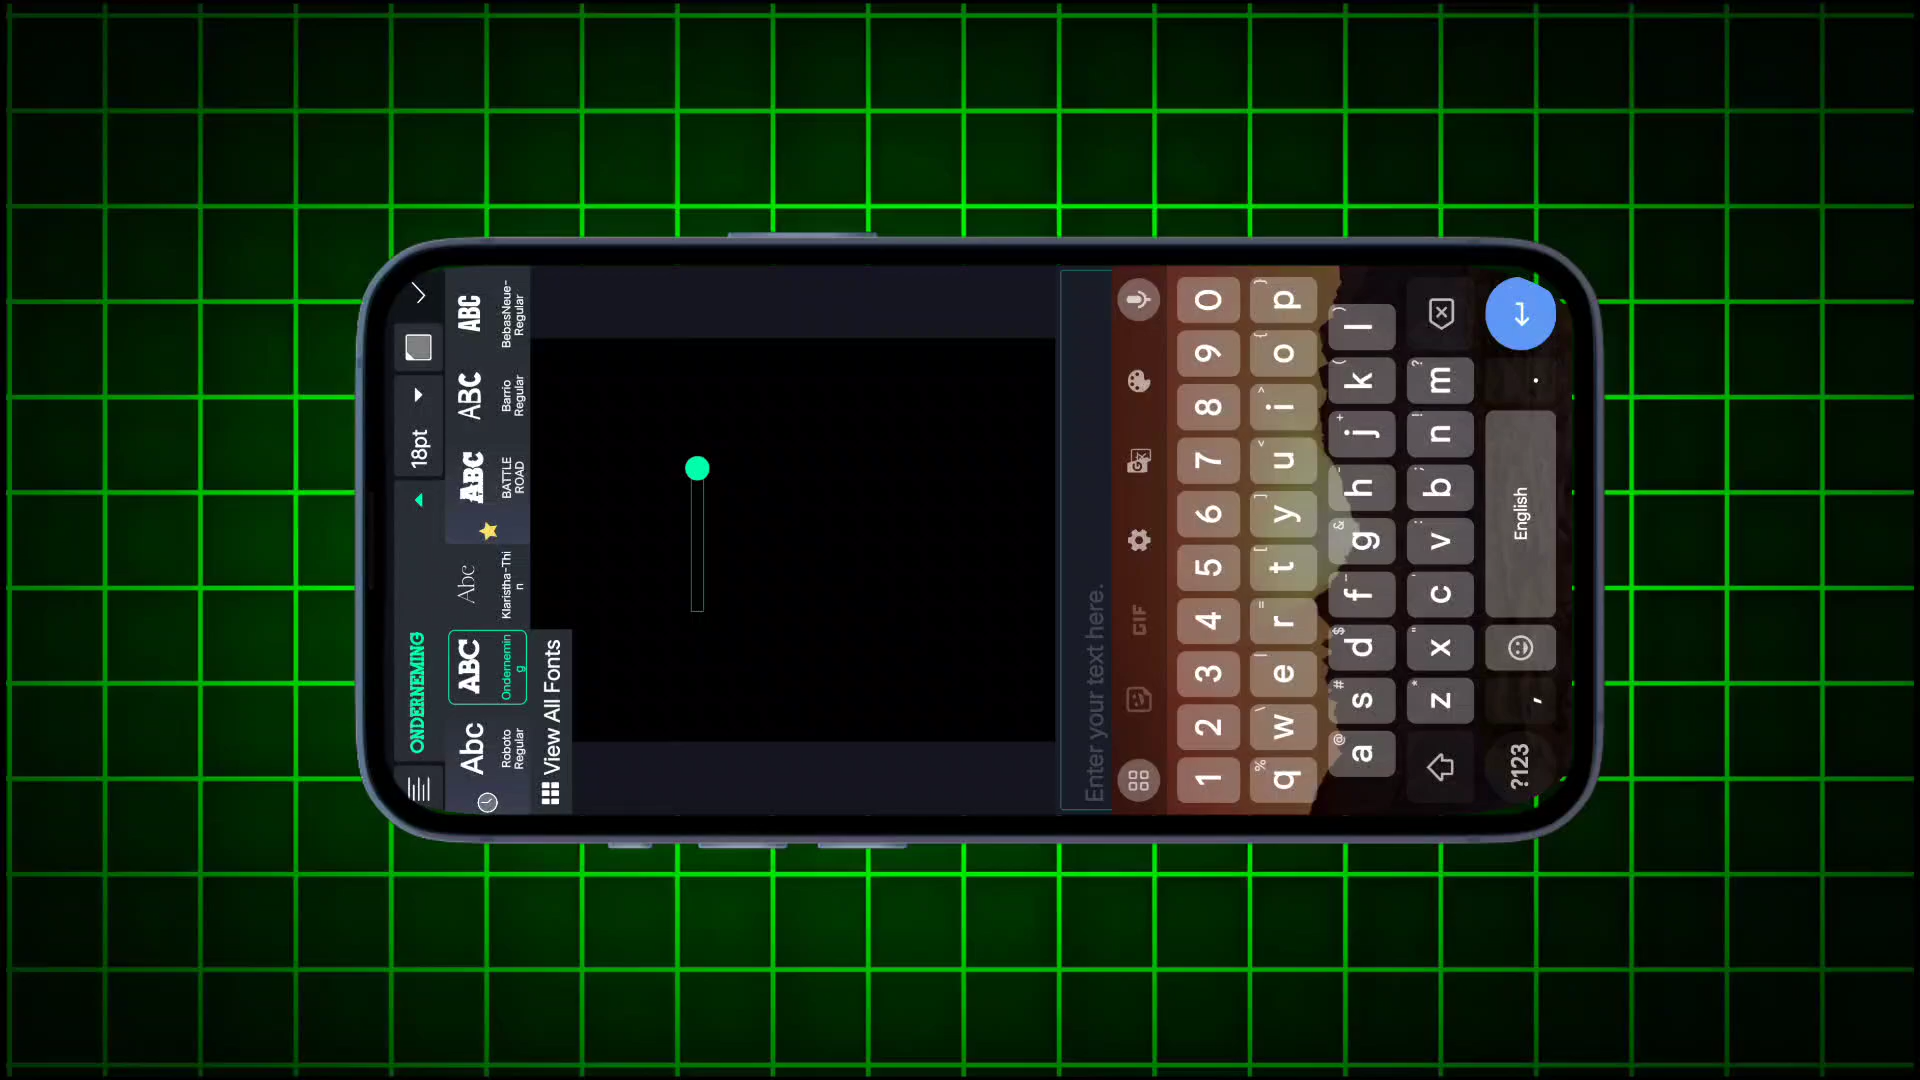 ONDERNEMING
18pt
Abc
Roboto
Regular
ABC
Ondernemin
g
Abc
Klaristha-Thi
n
ABC
BATTLE
ROAD
ABC
Barrio
Regular
ABC
BebasNeue-
Regular
View All Fonts
Enter your text here.
GIF
1 2 3 4 5 6 7 8 9 0
q w e r t y u i o p
a s d f g h j k l
z x c v b n m
?123 , English .